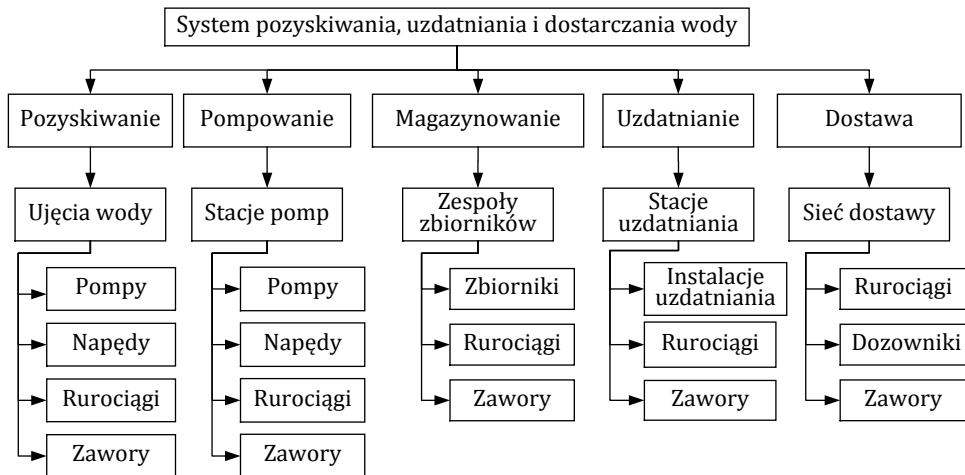 System pozyskiwania, uzdatniania i dostarczania wody
Pozyskiwanie
Pompowanie
Magazynowanie
Uzdatnianie
Dostawa
Ujęcia wody
Stacje pomp
Zespoły
zbiorników
Stacje
uzdatniania
Sieć dostawy
Pompy
Napędy
Rurociągi
Zawory
Pompy
Napędy
Rurociągi
Zawory
Zbiorniki
Rurociągi
Zawory
Instalacje
uzdatniania
Rurociągi
Zawory
Rurociągi
Dozowniki
Zawory